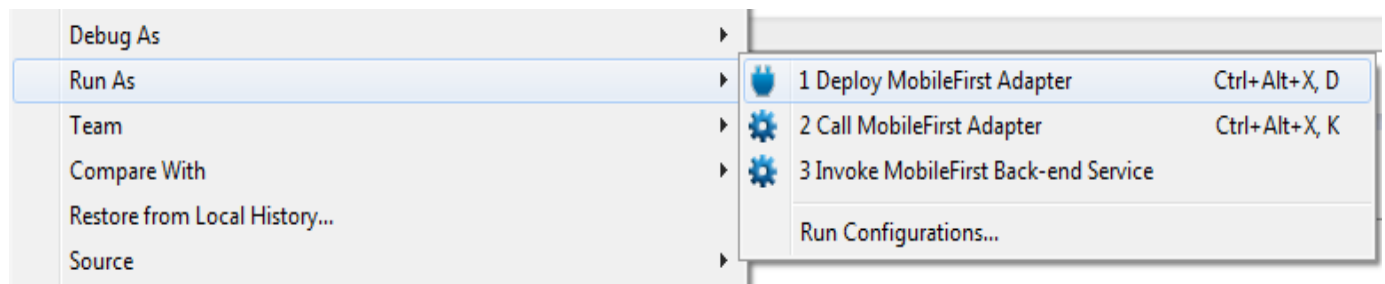 Debug As
Run As
Team
Compare With
Restore from Local History...
Source
1 Deploy MobileFirst Adapter Ctrl+Alt+X, D
2 Call MobileFirst Adapter Ctrl+Alt+X, K
3 Invoke MobileFirst Back-end Service
Run Configurations...